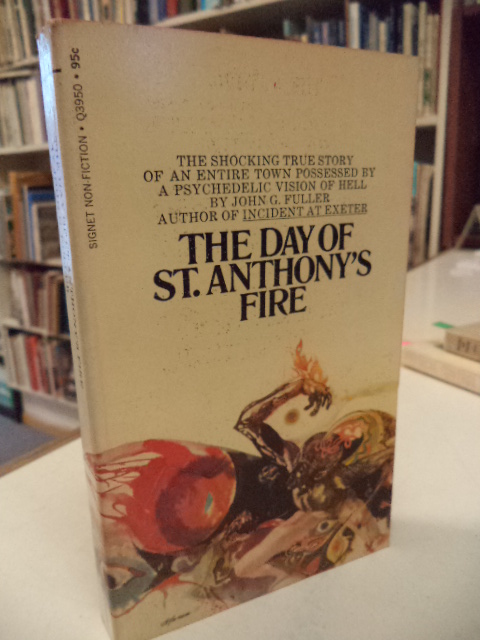 SIGNET NON-FICTION • Q3950 • 95c
THE SHOCKING TRUE STORY
OF AN ENTIRE TOWN POSSESSED BY
A PSYCHEDELIC VISION OF HELL
BY JOHN G. FULLER
AUTHOR OF INCIDENT AT EXETER
THE DAY OF
ST. ANTHONY'S
FIRE